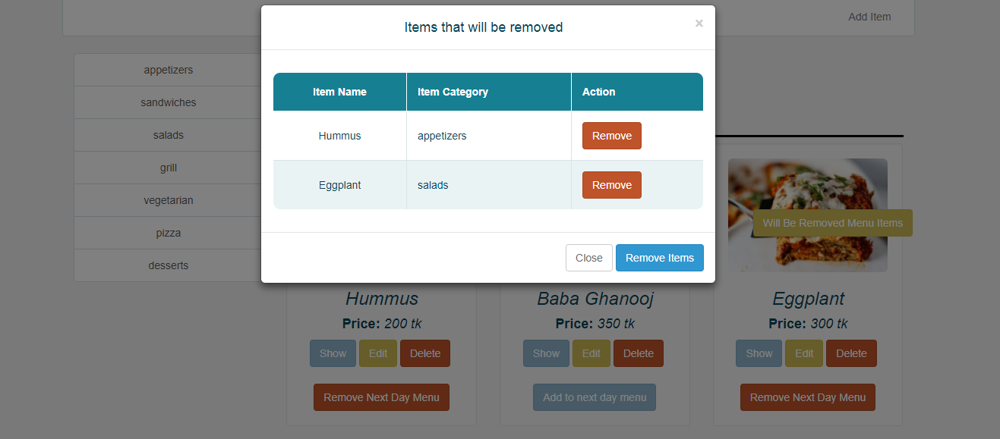 Add Item
Items that will be removed
×
Item Name Item Category Action
Hummus appetizers Remove
Eggplant salads Remove
Close Remove Items
appetizers
sandwiches
salads
grill
vegetarian
pizza
desserts
Will Be Removed Menu Items
Hummus
Price: 200 tk
Show Edit Delete
Remove Next Day Menu
Baba Ghanooj
Price: 350 tk
Show Edit Delete
Add to next day menu
Eggplant
Price: 300 tk
Show Edit Delete
Remove Next Day Menu